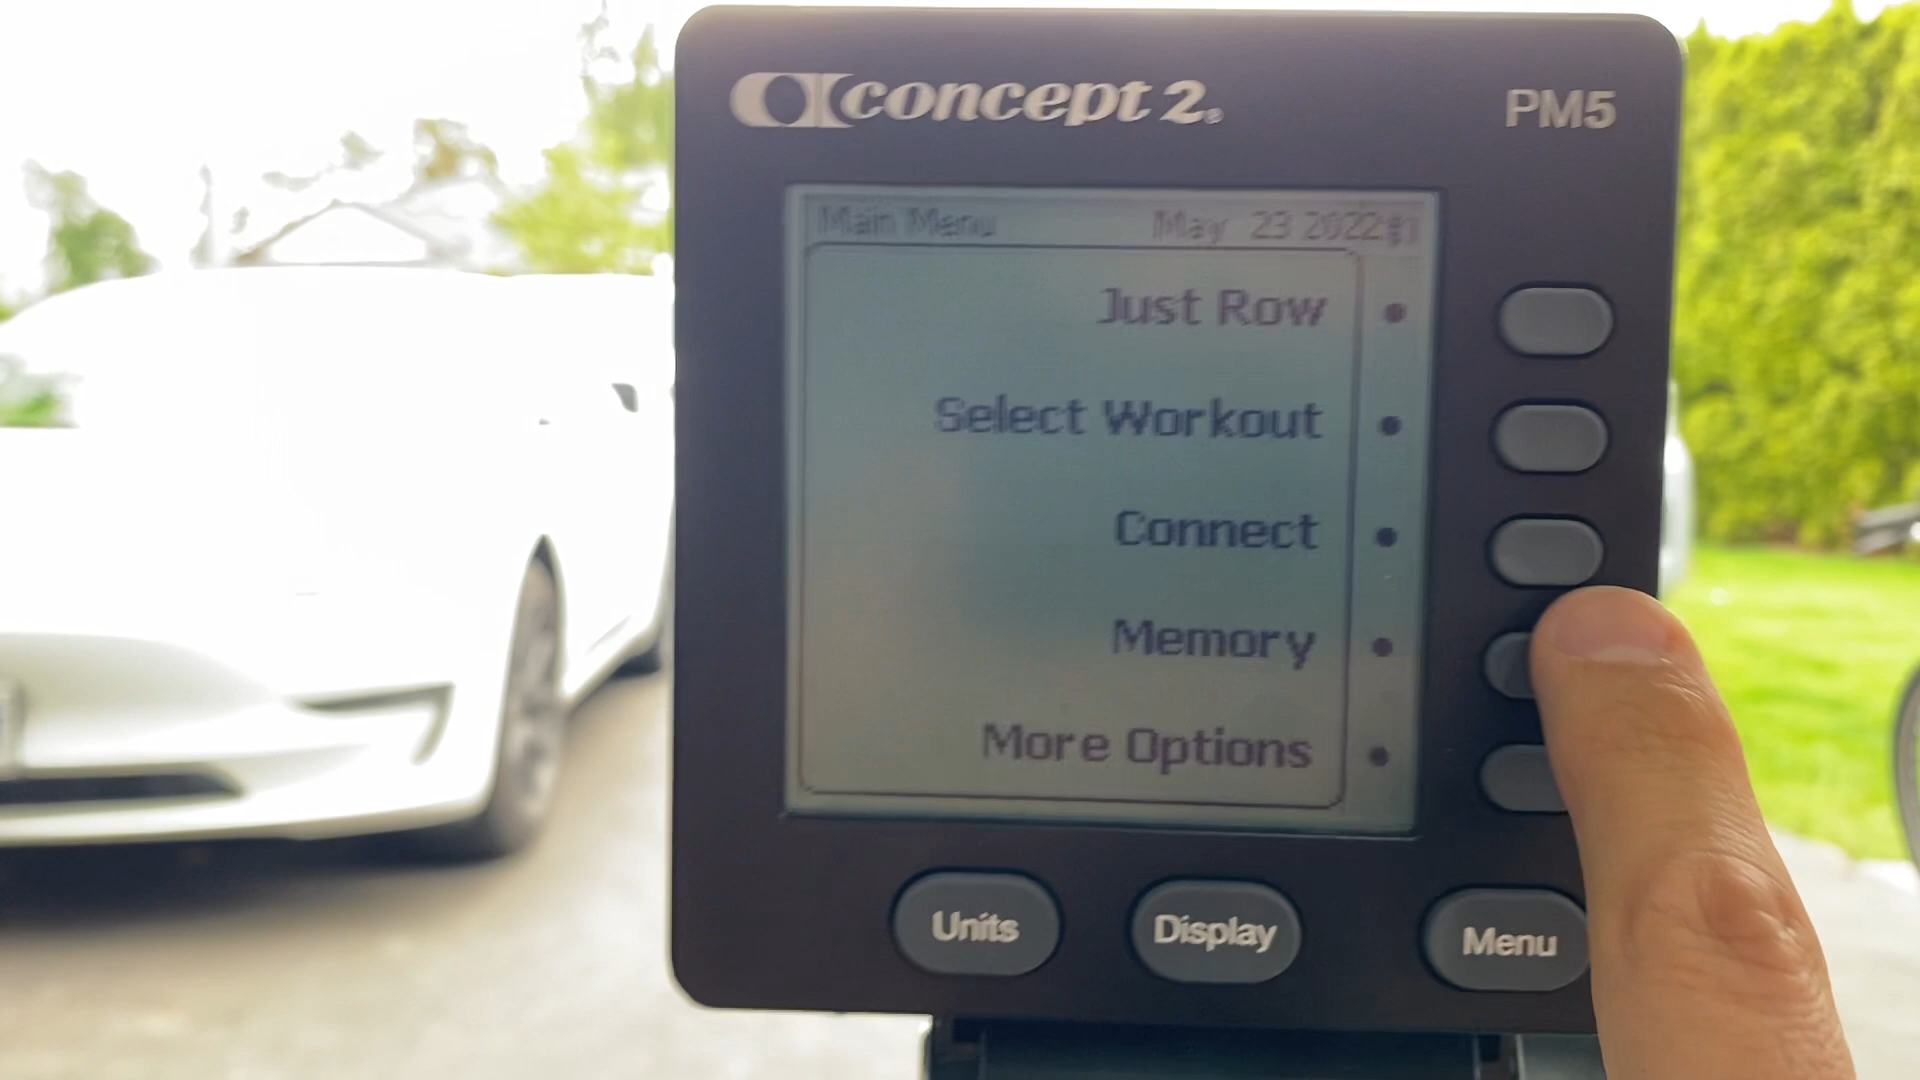 concept 2®
PM5
Main Menu May 23 2022
Just Row
Select Workout
Connect
Memory
More Options
Units
Display
Menu